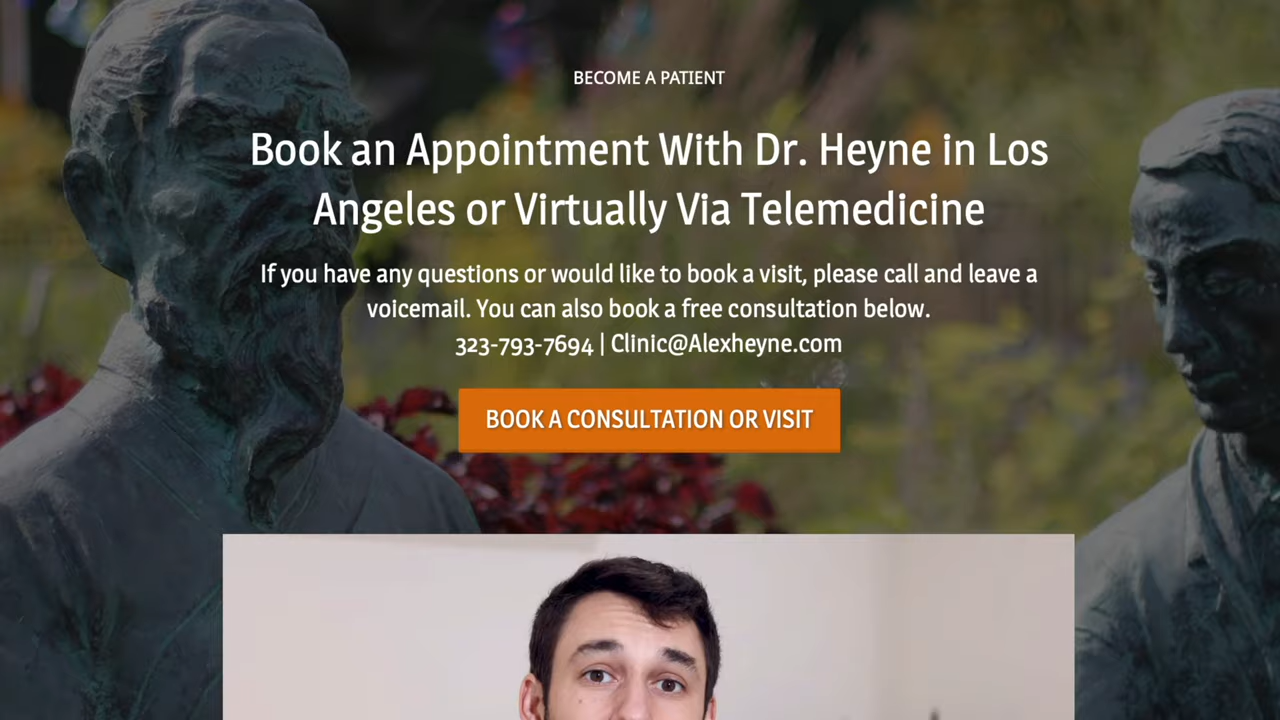 BECOME A PATIENT
Book an Appointment With Dr. Heyne in Los
Angeles or Virtually Via Telemedicine
If you have any questions or would like to book a visit, please call and leave a
voicemail. You can also book a free consultation below.
323-793-7694 | Clinic@Alexheyne.com
BOOK A CONSULTATION OR VISIT